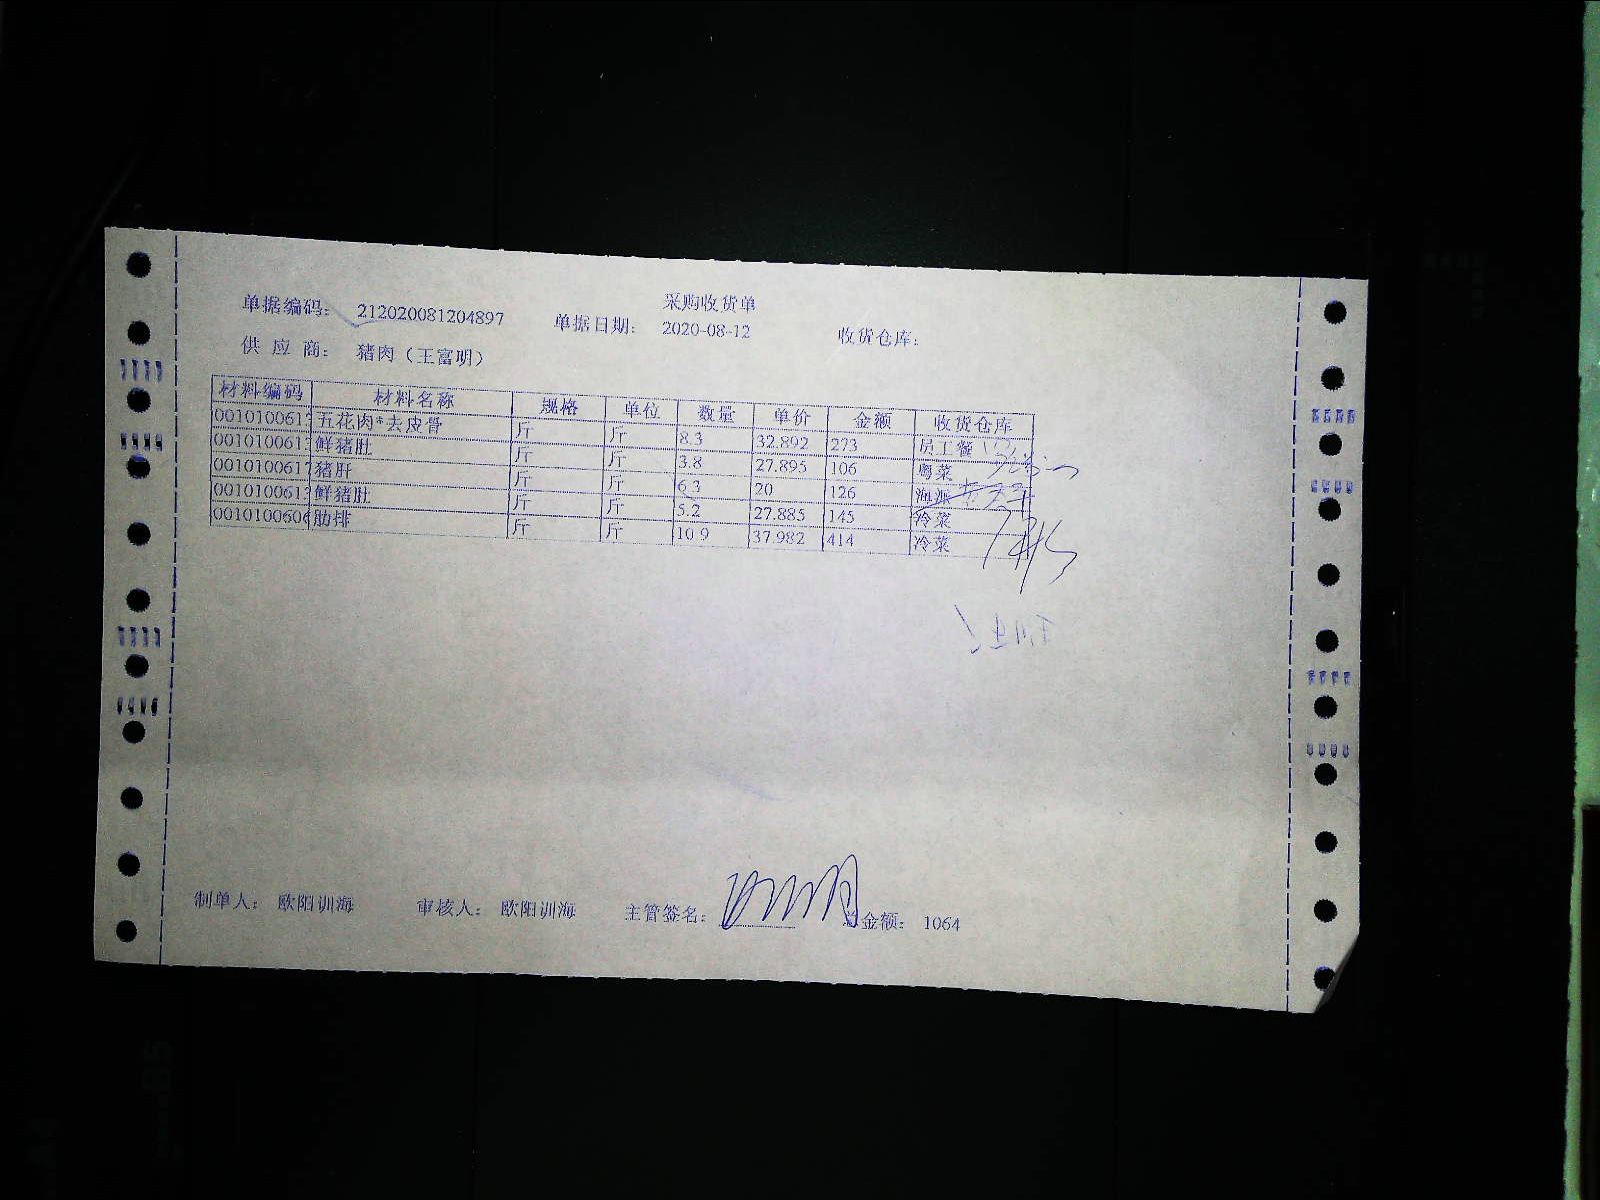 采购收货单
单据编码： 212020081204897 单据日期： 2020-08-12 收货仓库：
供 应 商： 猪肉（王富明）
材料编码 材料名称 规格 单位 数量 单价 金额 收货仓库
001010061 五花肉*去皮骨 斤 斤 8.3 32.892 273 员工餐
001010061 鲜猪肚 斤 斤 3.8 27.895 106 粤菜
0010100617 猪肝 斤 斤 6.3 20 126 海派
001010061 鲜猪肚 斤 斤 5.2 27.885 145 冷菜
001010060 肋排 斤 斤 10.9 37.982 414 冷菜
制单人： 欧阳训海 审核人： 欧阳训海 主管签名： 金额： 1064